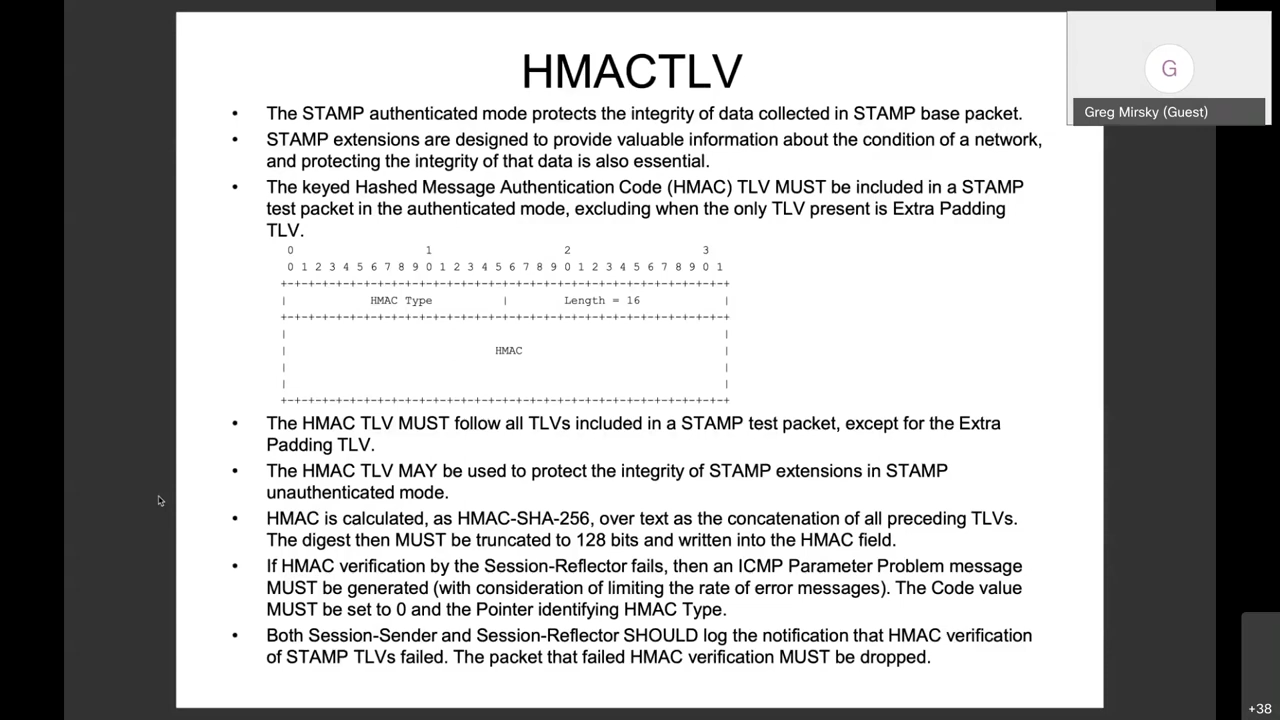 HMACTLV
G
Greg Mirsky (Guest)
• The STAMP authenticated mode protects the integrity of data collected in STAMP base packet.
• STAMP extensions are designed to provide valuable information about the condition of a network,
and protecting the integrity of that data is also essential.
• The keyed Hashed Message Authentication Code (HMAC) TLV MUST be included in a STAMP
test packet in the authenticated mode, excluding when the only TLV present is Extra Padding
TLV.
0 1 2 3
0 1 2 3 4 5 6 7 8 9 0 1 2 3 4 5 6 7 8 9 0 1 2 3 4 5 6 7 8 9 0 1
+-+-+-+-+-+-+-+-+-+-+-+-+-+-+-+-+-+-+-+-+-+-+-+-+-+-+-+-+-+-+-+-+
| HMAC Type | Length = 16 |
+-+-+-+-+-+-+-+-+-+-+-+-+-+-+-+-+-+-+-+-+-+-+-+-+-+-+-+-+-+-+-+-+
| |
| HMAC |
| |
| |
+-+-+-+-+-+-+-+-+-+-+-+-+-+-+-+-+-+-+-+-+-+-+-+-+-+-+-+-+-+-+-+-+
• The HMAC TLV MUST follow all TLVs included in a STAMP test packet, except for the Extra
Padding TLV.
• The HMAC TLV MAY be used to protect the integrity of STAMP extensions in STAMP
unauthenticated mode.
• HMAC is calculated, as HMAC-SHA-256, over text as the concatenation of all preceding TLVs.
The digest then MUST be truncated to 128 bits and written into the HMAC field.
• If HMAC verification by the Session-Reflector fails, then an ICMP Parameter Problem message
MUST be generated (with consideration of limiting the rate of error messages). The Code value
MUST be set to 0 and the Pointer identifying HMAC Type.
• Both Session-Sender and Session-Reflector SHOULD log the notification that HMAC verification
of STAMP TLVs failed. The packet that failed HMAC verification MUST be dropped.
+38